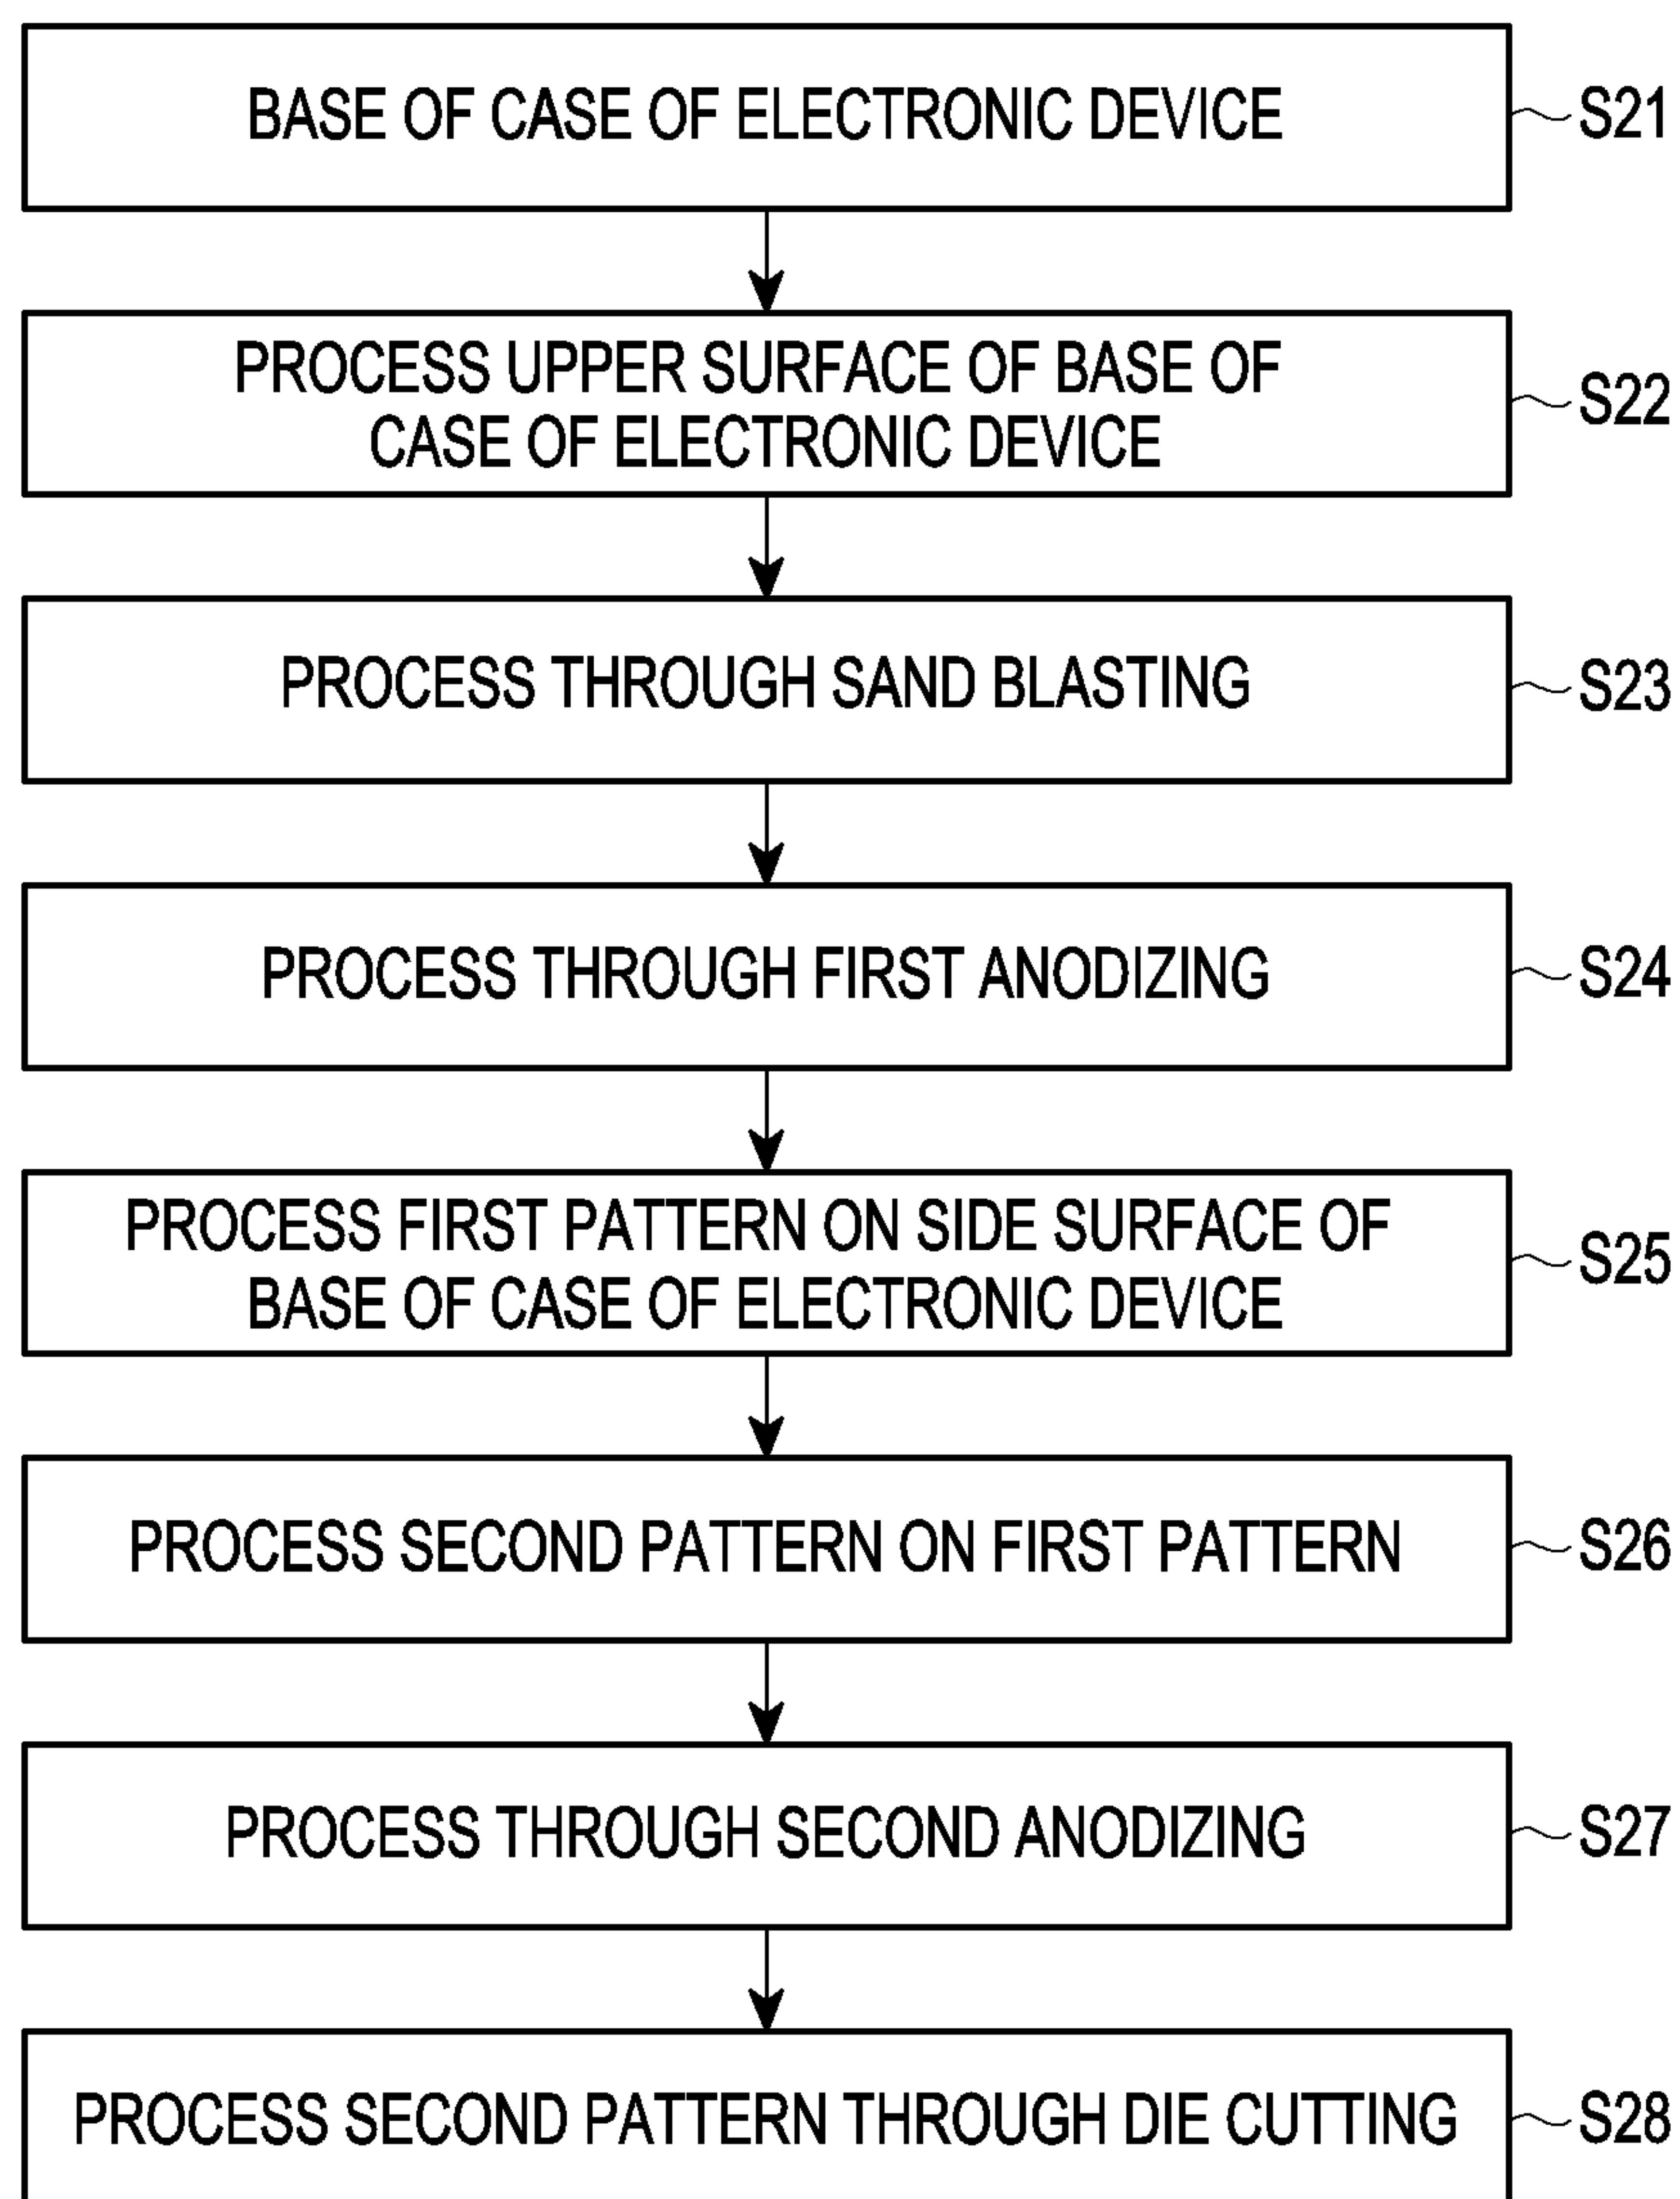 BASE OF CASE OF ELECTRONIC DEVICE
S21
PROCESS UPPER SURFACE OF BASE OF
CASE OF ELECTRONIC DEVICE
S22
PROCESS THROUGH SAND BLASTING
S23
PROCESS THROUGH FIRST ANODIZING
S24
PROCESS FIRST PATTERN ON SIDE SURFACE OF
BASE OF CASE OF ELECTRONIC DEVICE
S25
PROCESS SECOND PATTERN ON FIRST PATTERN
S26
PROCESS THROUGH SECOND ANODIZING
S27
PROCESS SECOND PATTERN THROUGH DIE CUTTING
S28